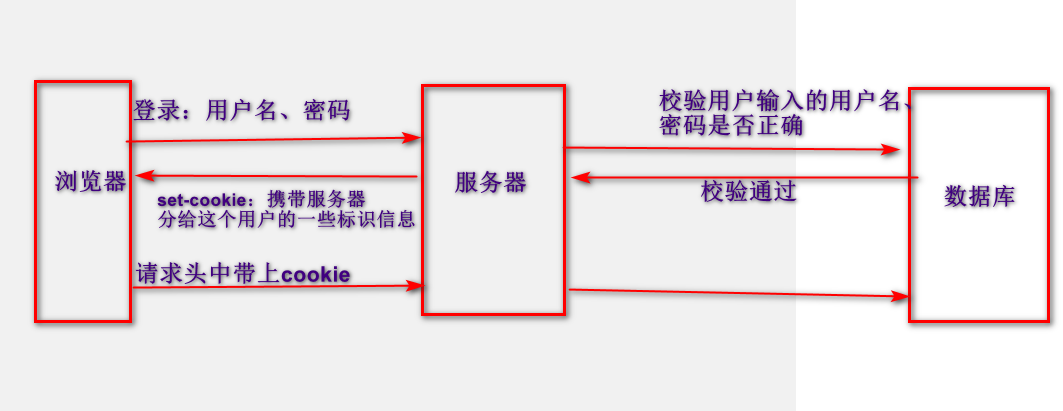 登录：用户名、密码
校验用户输入的用户名、
密码是否正确
浏览器
服务器
校验通过
数据库
set-cookie：携带服务器
分给这个用户的一些标识信息
请求头中带上cookie